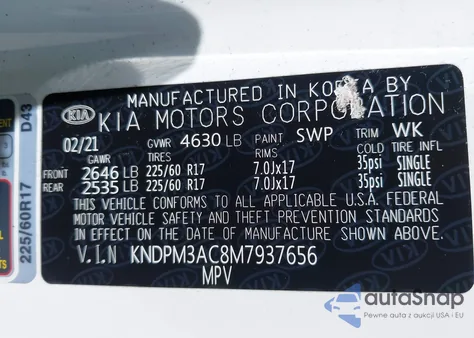 MANUFACTURED IN KOREA BY
KIA KIA MOTORS CORPORATION
02/21 GVWR 4630 LB PAINT SWP TRIM WK
GAWR TIRES RIMS COLD TIRE INFL
FRONT 2646 LB 225/60 R17 7.0Jx17 35psi SINGLE
REAR 2535 LB 225/60 R17 7.0Jx17 35psi SINGLE
THIS VEHICLE CONFORMS TO ALL APPLICABLE U.S.A. FEDERAL
MOTOR VEHICLE SAFETY AND THEFT PREVENTION STANDARDS
IN EFFECT ON THE DATE OF MANUFACTURE SHOWN ABOVE.
V.I.N KNDPM3AC8M7937656
MPV
225/60R17 D43
autoSnap
Pewne auta z aukcji USA i EU